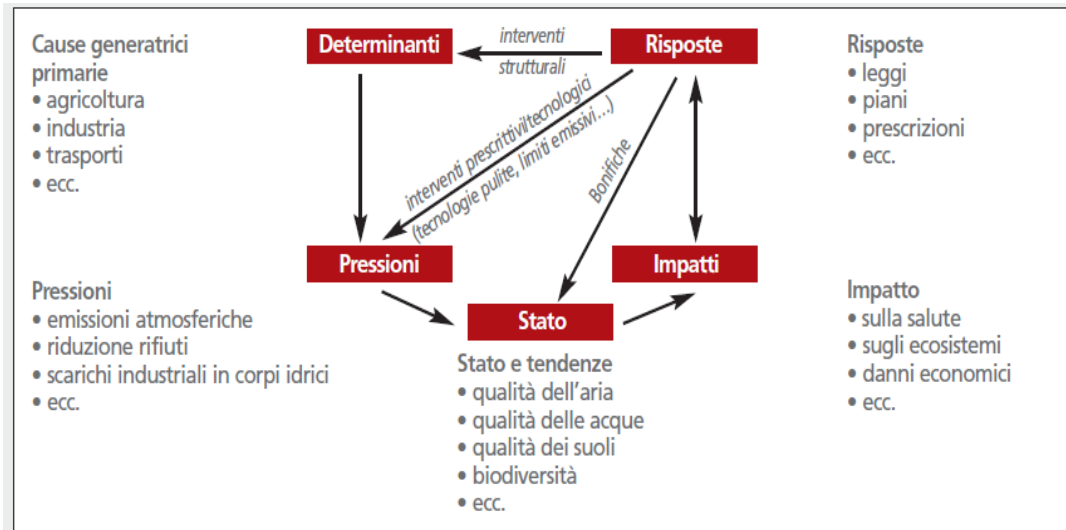 Cause generatrici
primarie
• agricoltura
• industria
• trasporti
• ecc.
Determinanti
interventi
strutturali
Risposte
Risposte
• leggi
• piani
• prescrizioni
• ecc.
interventi prescrittivi/tecnologici
(tecnologie pulite, limiti emissivi...)
Bonifiche
Pressioni
Impatti
Stato
Pressioni
• emissioni atmosferiche
• riduzione rifiuti
• scarichi industriali in corpi idrici
• ecc.
Stato e tendenze
• qualità dell'aria
• qualità delle acque
• qualità dei suoli
• biodiversità
• ecc.
Impatto
• sulla salute
• sugli ecosistemi
• danni economici
• ecc.